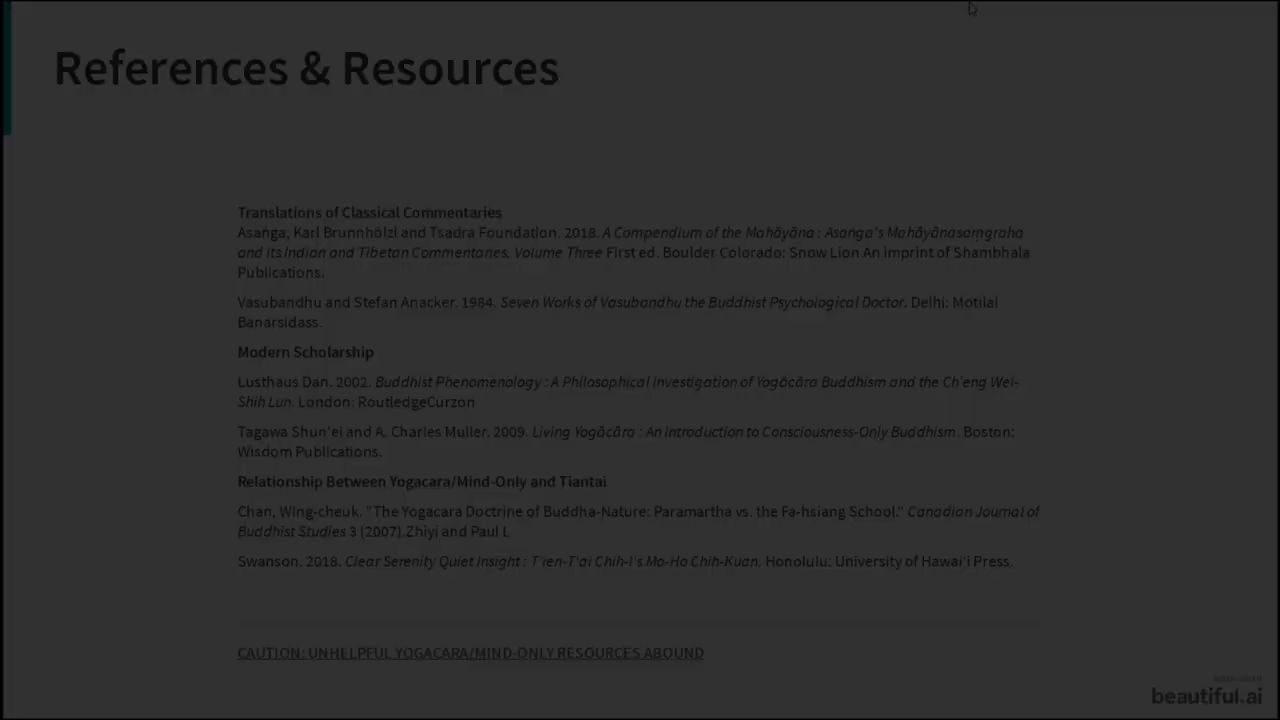 References & Resources
Translations of Classical Commentaries
Asaṅga, Karl Brunnhölzl and Tsadra Foundation. 2018. A Compendium of the Mahāyāna : Asaṅga's Mahāyānasaṃgraha
and its Indian and Tibetan Commentaries. Volume Three First ed. Boulder Colorado: Snow Lion An imprint of Shambhala
Publications.
Vasubandhu and Stefan Anacker. 1984. Seven Works of Vasubandhu the Buddhist Psychological Doctor. Delhi: Motilal
Banarsidass.
Modern Scholarship
Lusthaus Dan. 2002. Buddhist Phenomenology : A Philosophical Investigation of Yogācāra Buddhism and the Ch'eng Wei-
Shih Lun. London: RoutledgeCurzon
Tagawa Shun'ei and A. Charles Muller. 2009. Living Yogācāra : An Introduction to Consciousness-Only Buddhism. Boston:
Wisdom Publications.
Relationship Between Yogacara/Mind-Only and Tiantai
Chan, Wing-cheuk. "The Yogacara Doctrine of Buddha-Nature: Paramartha vs. the Fa-hsiang School." Canadian Journal of
Buddhist Studies 3 (2007).Zhiyi and Paul L
Swanson. 2018. Clear Serenity Quiet Insight : T'ien-T'ai Chih-I's Mo-Ho Chih-Kuan. Honolulu: University of Hawai'i Press.
CAUTION: UNHELPFUL YOGACARA/MIND-ONLY RESOURCES ABOUND
beautiful.ai